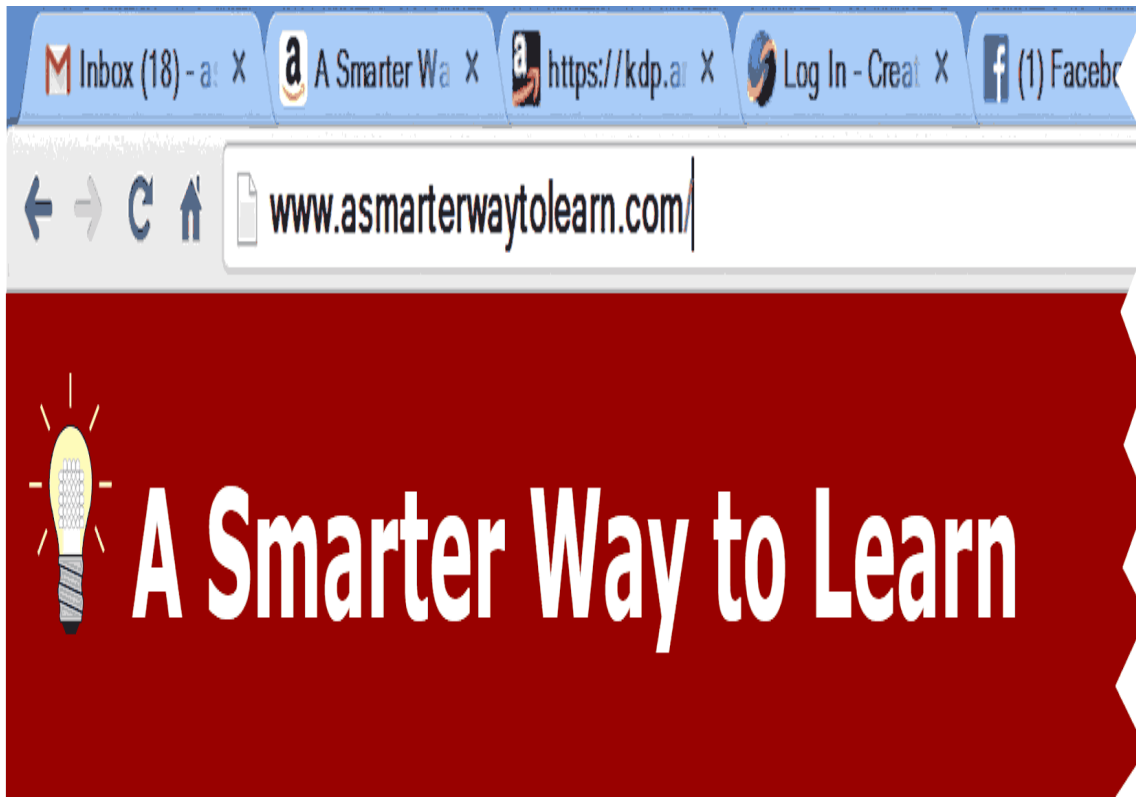 Inbox (18) - a
A Smarter Wa
https://kdp.a
Log In - Creat
(1) Facebo
www.asmarterwaytolearn.com/
A Smarter Way to Learn